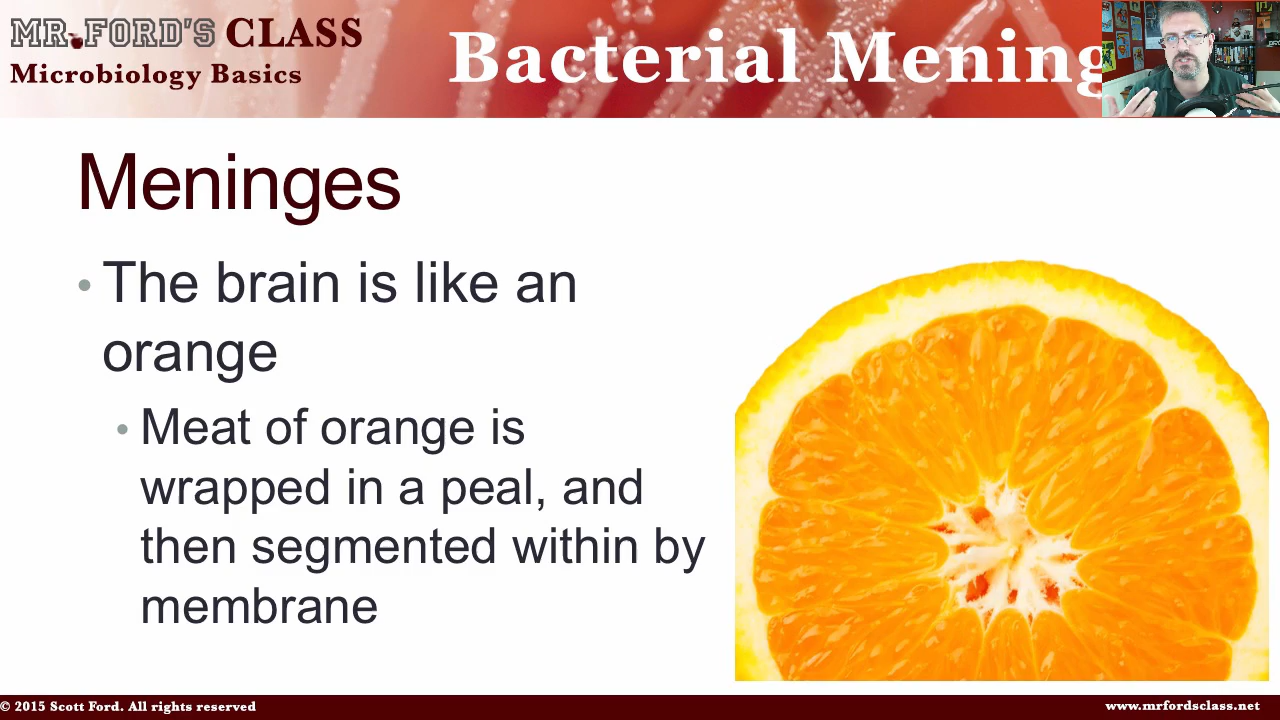 MR. FORD'S CLASS
Microbiology Basics
Bacterial Mening
Meninges
• The brain is like an
orange
• Meat of orange is
wrapped in a peal, and
then segmented within by
membrane
© 2015 Scott Ford. All rights reserved
www.mrfordsclass.net